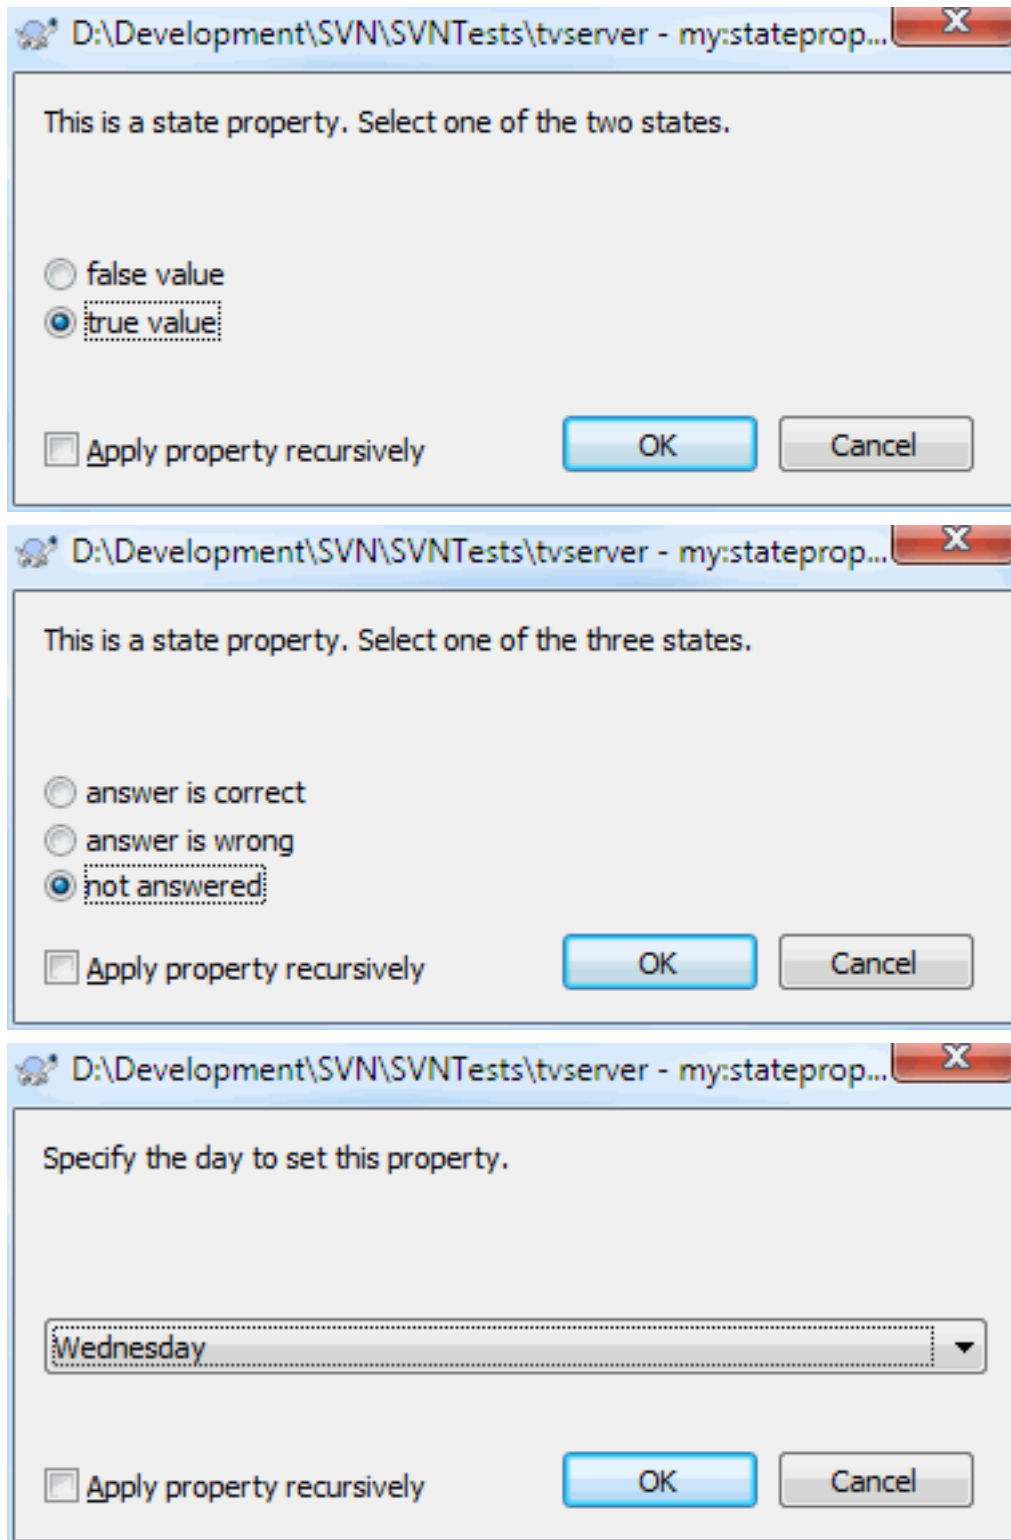 D:\Development\SVN\SVNTests\tvserver - my:stateprop...
This is a state property. Select one of the two states.
false value
true value
Apply property recursively OK Cancel
D:\Development\SVN\SVNTests\tvserver - my:stateprop...
This is a state property. Select one of the three states.
answer is correct
answer is wrong
not answered
Apply property recursively OK Cancel
D:\Development\SVN\SVNTests\tvserver - my:stateprop...
Specify the day to set this property.
Wednesday
Apply property recursively OK Cancel